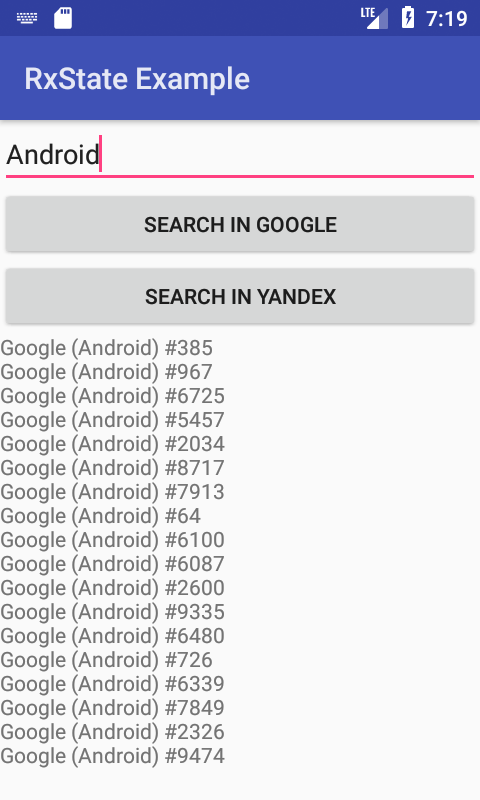 LTE 7:19
RxState Example
Android
SEARCH IN GOOGLE
SEARCH IN YANDEX
Google (Android) #385
Google (Android) #967
Google (Android) #6725
Google (Android) #5457
Google (Android) #2034
Google (Android) #8717
Google (Android) #7913
Google (Android) #64
Google (Android) #6100
Google (Android) #6087
Google (Android) #2600
Google (Android) #9335
Google (Android) #6480
Google (Android) #726
Google (Android) #6339
Google (Android) #7849
Google (Android) #2326
Google (Android) #9474